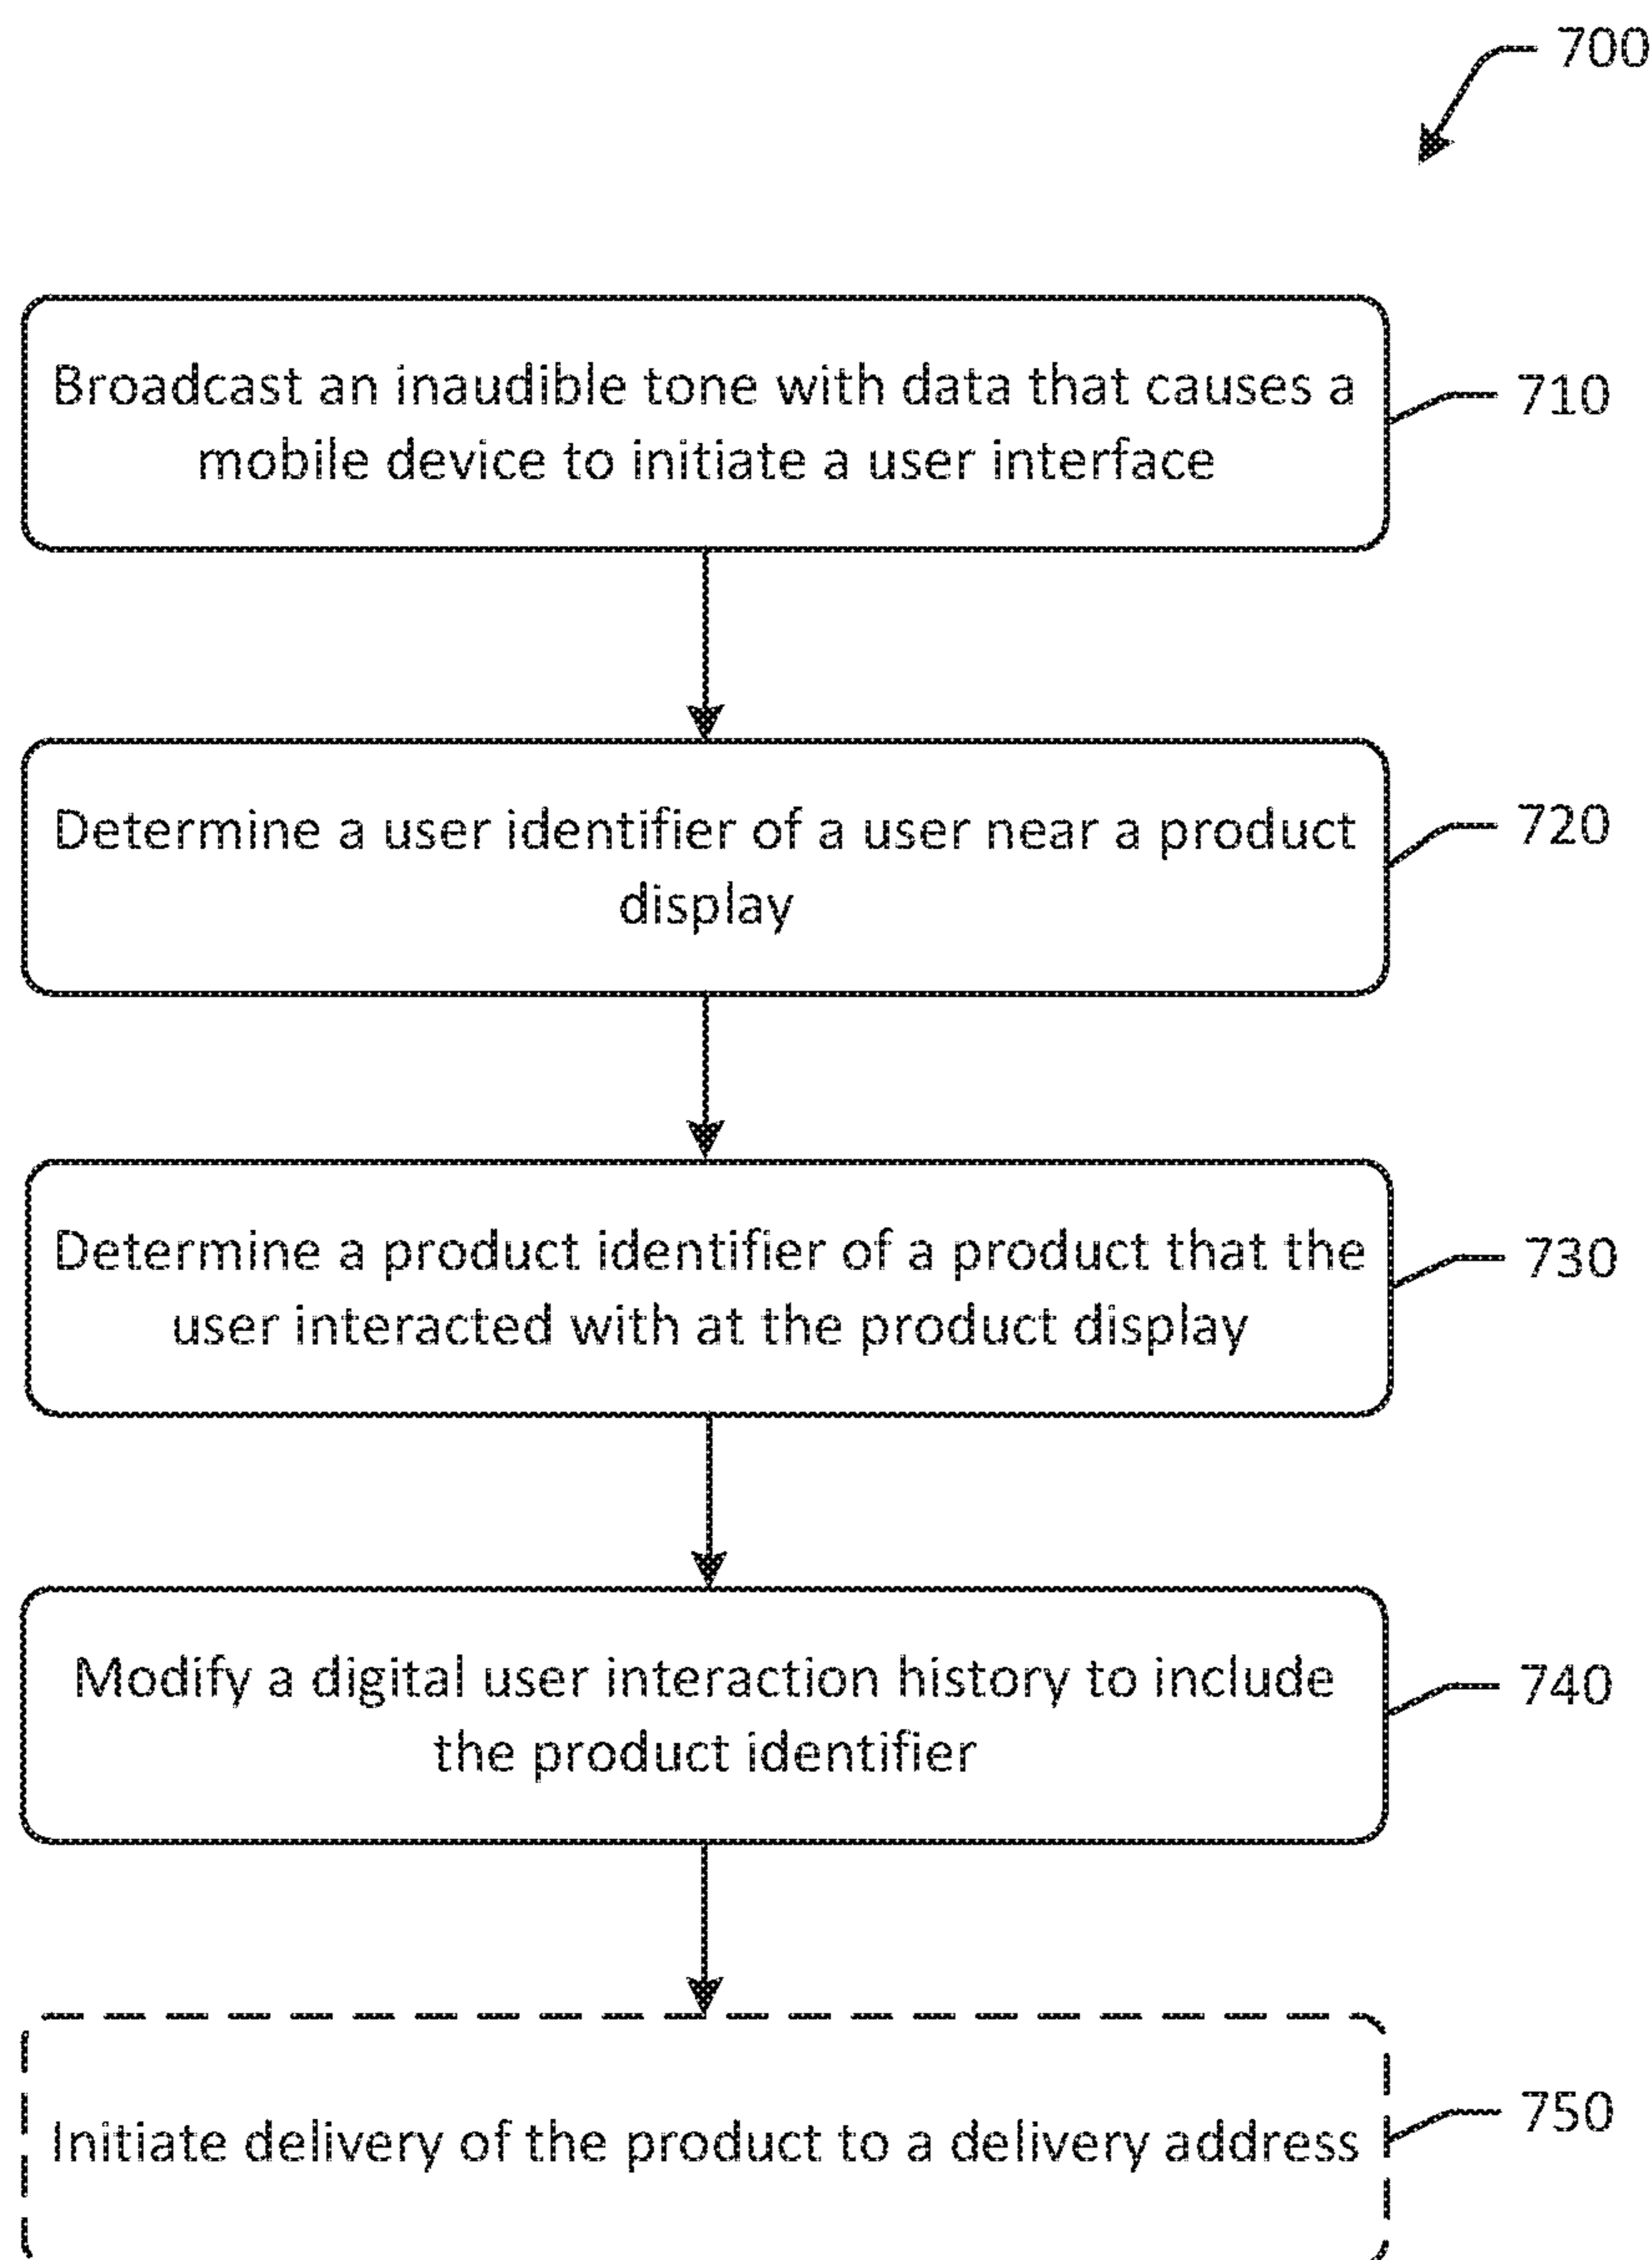 700
Broadcast an inaudible tone with data that causes a
mobile device to initiate a user interface
710
Determine a user identifier of a user near a product
display
720
Determine a product identifier of a product that the
user interacted with at the product display
730
Modify a digital user interaction history to include
the product identifier
740
Initiate delivery of the product to a delivery address
750